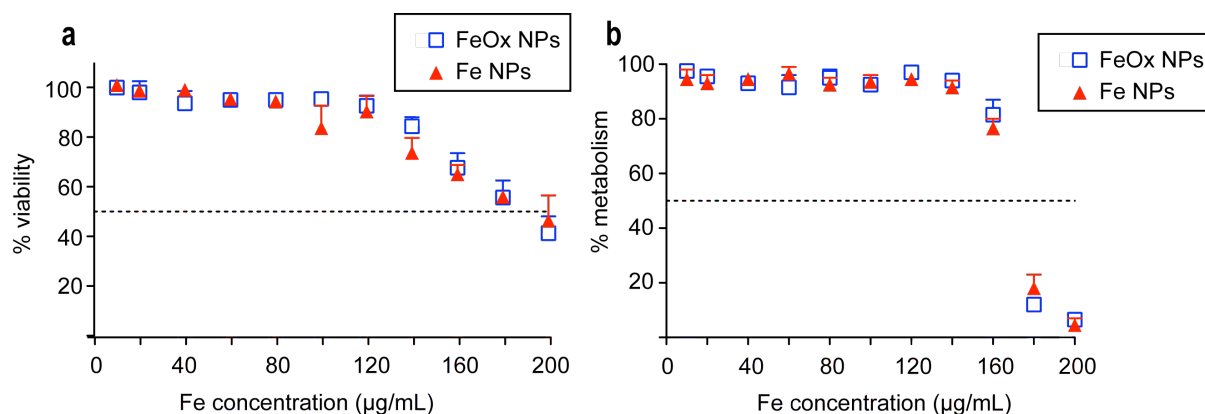 a
FeOx NPs
Fe NPs
% viability
100
80
60
40
20
0
0 40 80 120 160 200
Fe concentration (µg/mL)
b
FeOx NPs
Fe NPs
% metabolism
100
80
60
40
20
0 40 80 120 160 200
Fe concentration (µg/mL)